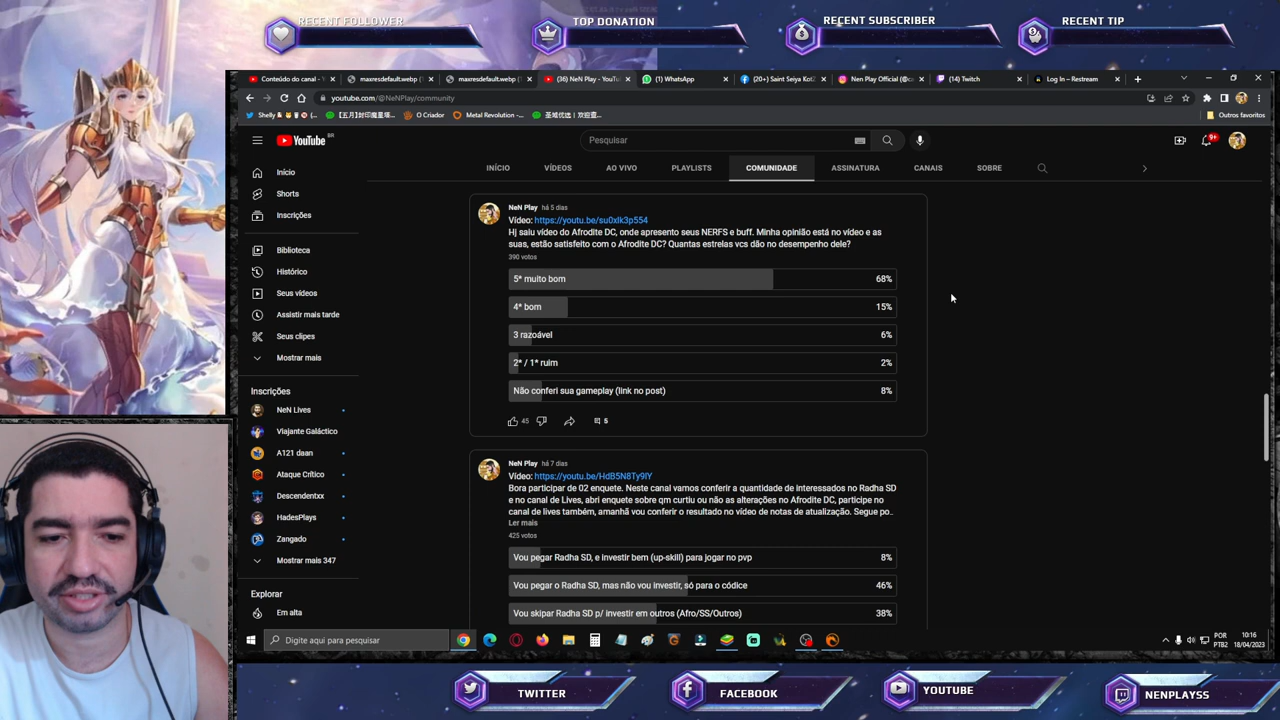 RECENT FOLLOWER
TOP DONATION
RECENT SUBSCRIBER
RECENT TIP
Conteúdo do canal - Y
maxresdefault.webp (1
maxresdefault.webp (1
(36) NeN Play - YouTu
(1) WhatsApp
(20+) Saint Seiya KotZ
Nen Play Official (@ca
(14) Twitch
Log In – Restream
youtube.com/@NeNPlay/community
O Criador
Metal Revolution -...
Outros favoritos
YouTube BR
Pesquisar
9+
INÍCIO
VÍDEOS
AO VIVO
PLAYLISTS
COMUNIDADE
ASSINATURA
CANAIS
SOBRE
Início
Shorts
Inscrições
Biblioteca
Histórico
Seus vídeos
Assistir mais tarde
Seus clipes
Mostrar mais
Inscrições
NeN Lives
Viajante Galáctico
A121 daan
Ataque Crítico
Descendentxx
HadesPlays
Zangado
Mostrar mais 347
Explorar
Em alta
NeN Play há 5 dias
Vídeo: https://youtu.be/su0xIk3p554
Hj saiu vídeo do Afrodite DC, onde apresento seus NERFS e buff. Minha opinião está no vídeo e as
suas, estão satisfeito com o Afrodite DC? Quantas estrelas vcs dão no desempenho dele?
390 votos
5* muito bom 68%
4* bom 15%
3 razoável 6%
2* / 1* ruim 2%
Não conferi sua gameplay (link no post) 8%
45
5
NeN Play há 7 dias
Vídeo: https://youtu.be/HdB5N8Ty9IY
Bora participar de 02 enquete. Neste canal vamos conferir a quantidade de interessados no Radha SD
e no canal de Lives, abri enquete sobre qm curtiu ou não as alterações no Afrodite DC, participe no
canal de lives também, amanhã vou conferir o resultado no vídeo de notas de atualização. Segue po..
Ler mais
425 votos
Vou pegar Radha SD, e investir bem (up-skill) para jogar no pvp 8%
Vou pegar o Radha SD, mas não vou investir, só para o códice 46%
Vou skipar Radha SD p/ investir em outros (Afro/SS/Outros) 38%
Digite aqui para pesquisar
POR
PTB2
10:16
18/04/2023
TWITTER
FACEBOOK
YOUTUBE
NENPLAYSS